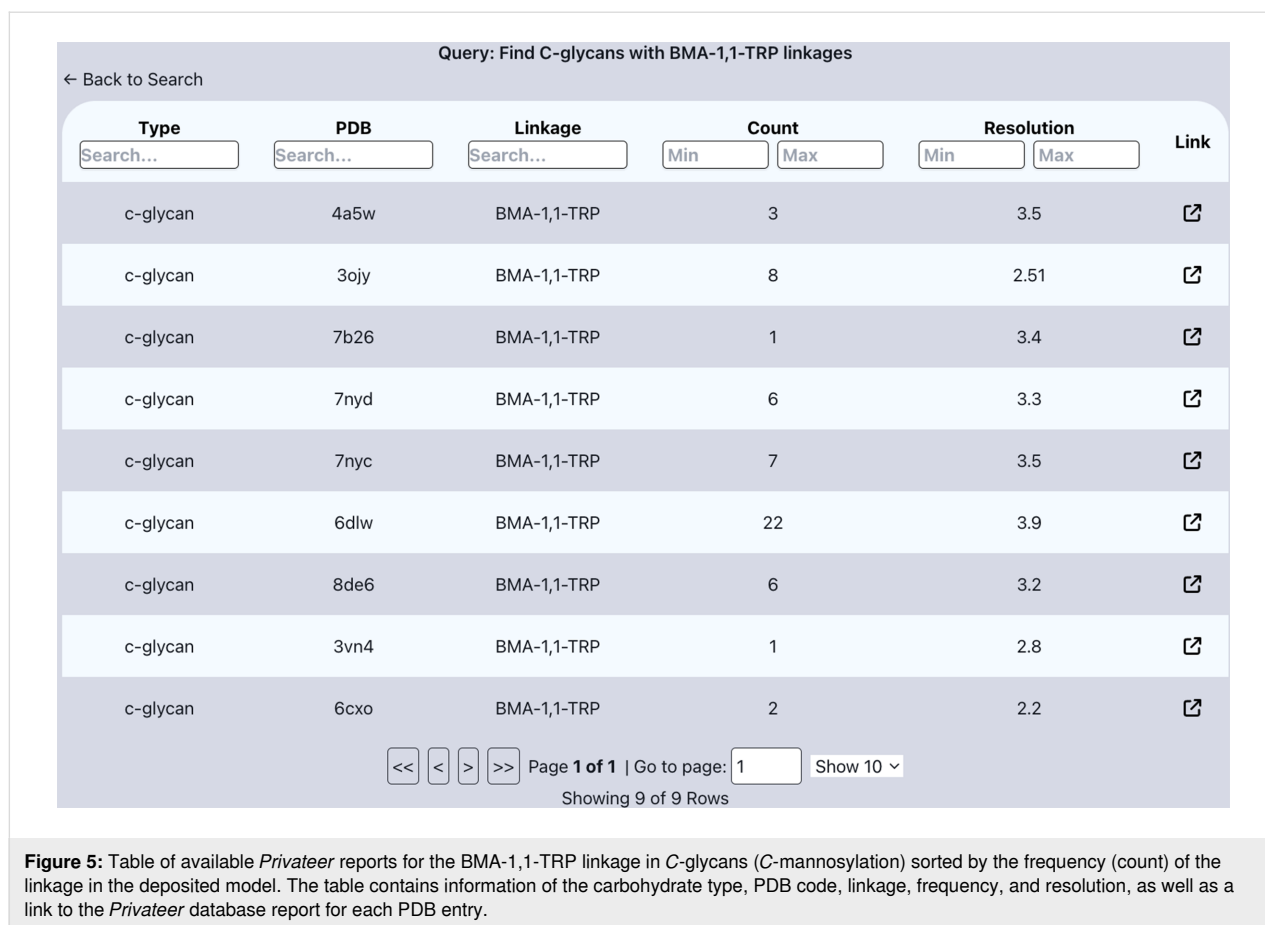 Query: Find C-glycans with BMA-1,1-TRP linkages
← Back to Search
Type PDB Linkage Count Resolution Link
Search... Search... Search... Min Max Min Max
c-glycan 4a5w BMA-1,1-TRP 3 3.5
c-glycan 3ojy BMA-1,1-TRP 8 2.51
c-glycan 7b26 BMA-1,1-TRP 1 3.4
c-glycan 7nyd BMA-1,1-TRP 6 3.3
c-glycan 7nyc BMA-1,1-TRP 7 3.5
c-glycan 6dlw BMA-1,1-TRP 22 3.9
c-glycan 8de6 BMA-1,1-TRP 6 3.2
c-glycan 3vn4 BMA-1,1-TRP 1 2.8
c-glycan 6cxo BMA-1,1-TRP 2 2.2
<< < > >> Page 1 of 1 | Go to page: 1 Show 10
Showing 9 of 9 Rows
Figure 5: Table of available Privateer reports for the BMA-1,1-TRP linkage in C-glycans (C-mannosylation) sorted by the frequency (count) of the
linkage in the deposited model. The table contains information of the carbohydrate type, PDB code, linkage, frequency, and resolution, as well as a
link to the Privateer database report for each PDB entry.